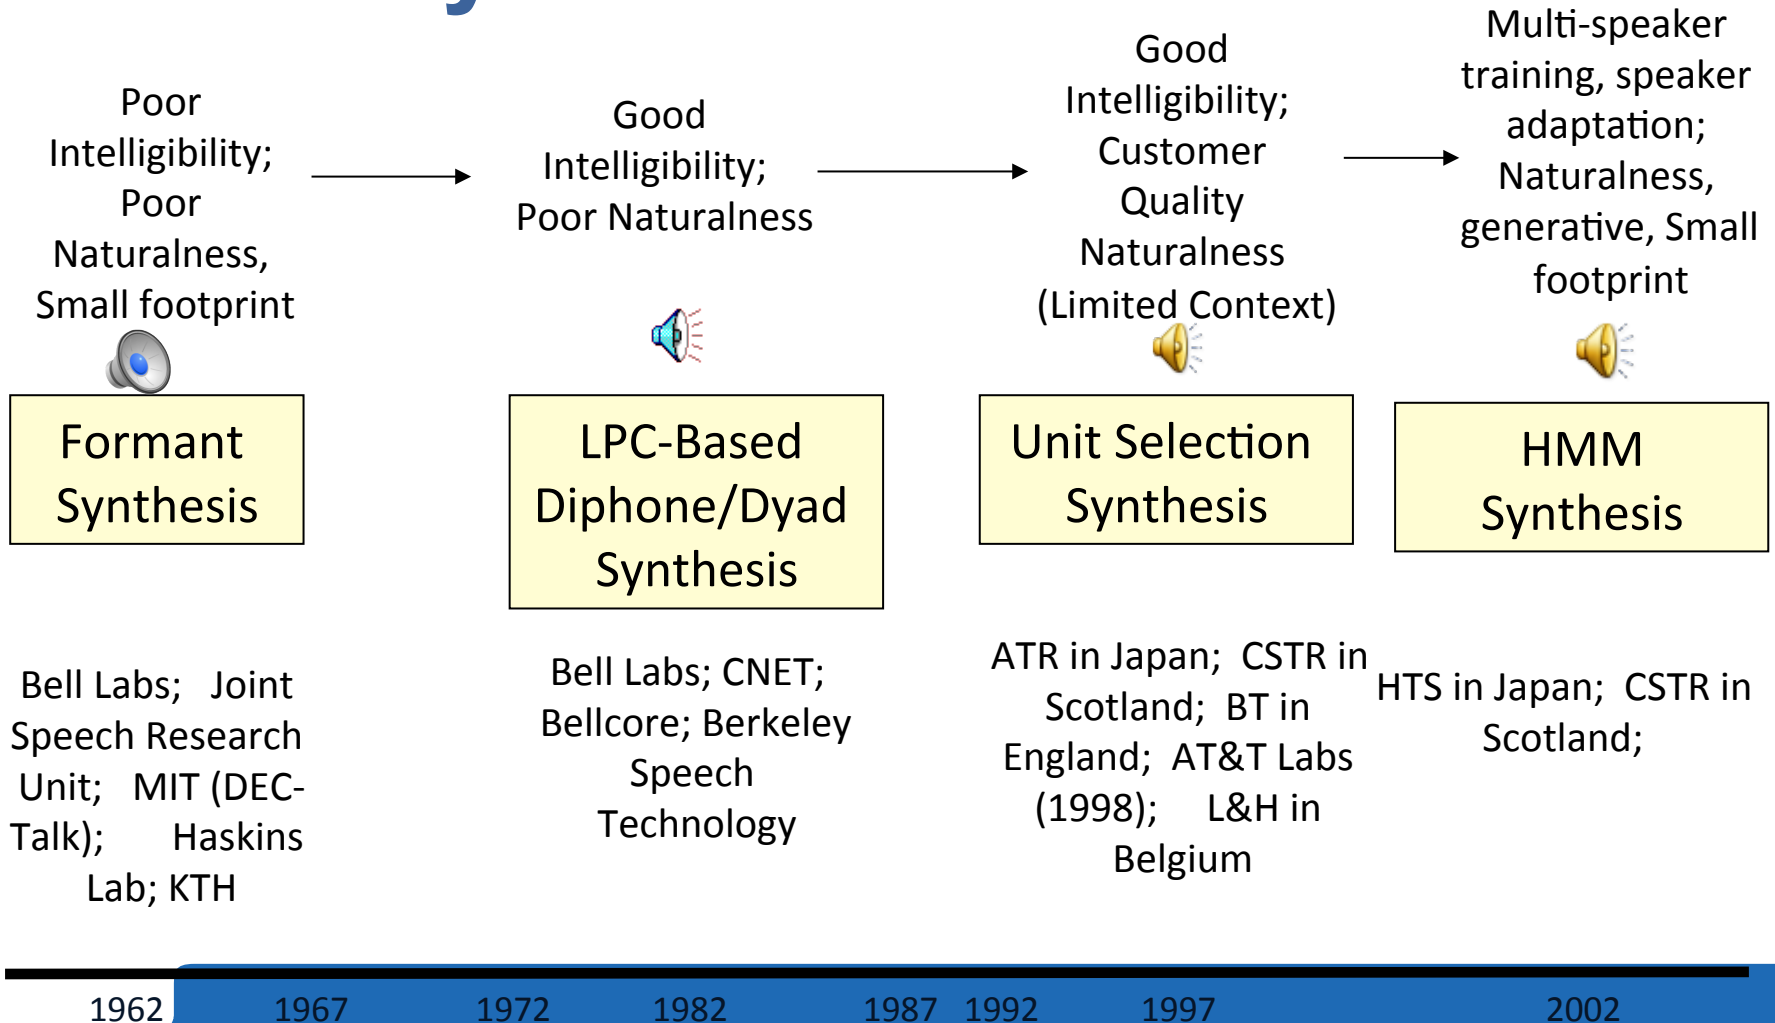 Poor
Intelligibility;
Poor
Naturalness,
Small footprint
Good
Intelligibility;
Poor Naturalness
Good
Intelligibility;
Customer
Quality
Naturalness
(Limited Context)
Multi-speaker
training, speaker
adaptation;
Naturalness,
generative, Small
footprint
Formant
Synthesis
LPC-Based
Diphone/Dyad
Synthesis
Unit Selection
Synthesis
HMM
Synthesis
Bell Labs; Joint
Speech Research
Unit; MIT (DEC-
Talk); Haskins
Lab; KTH
Bell Labs; CNET;
Bellcore; Berkeley
Speech
Technology
ATR in Japan; CSTR in
Scotland; BT in
England; AT&T Labs
(1998); L&H in
Belgium
HTS in Japan; CSTR in
Scotland;
1962 1967 1972 1982 1987 1992 1997 2002